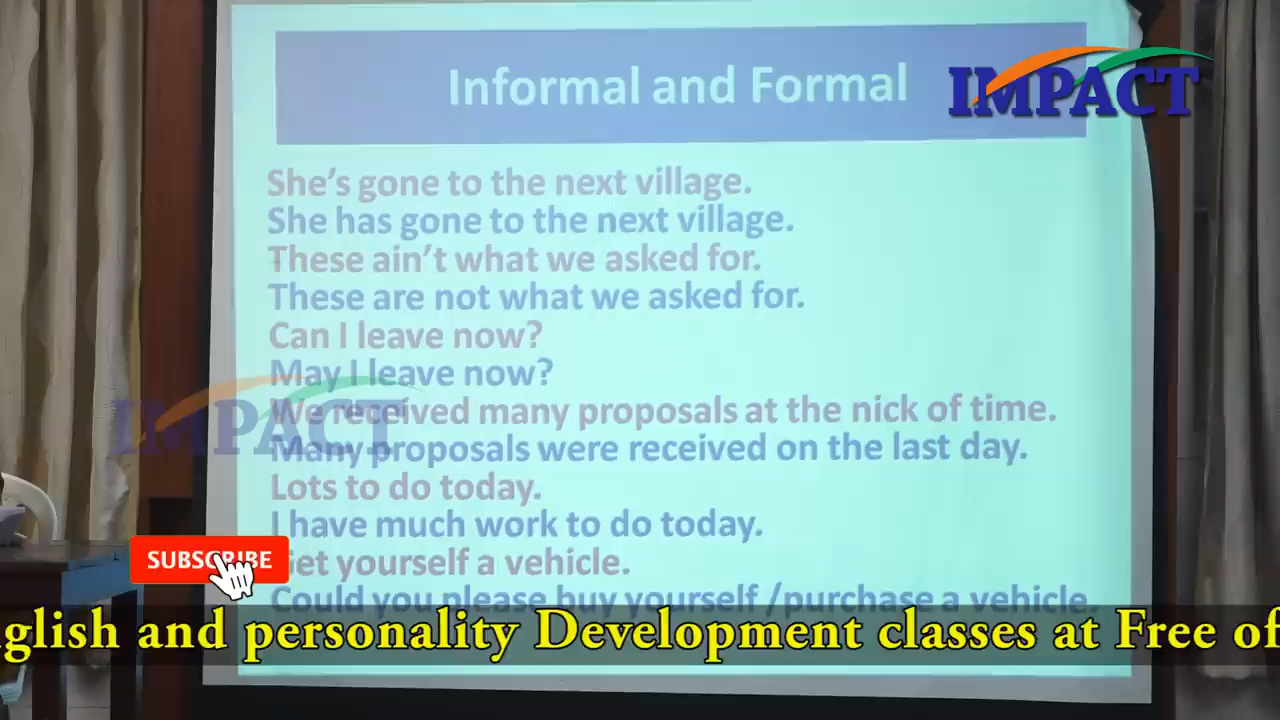 Informal and Formal
IMPACT
She's gone to the next village.
She has gone to the next village.
These ain't what we asked for.
These are not what we asked for.
Can I leave now?
May I leave now?
IMPACT
We received many proposals at the nick of time.
Many proposals were received on the last day.
Lots to do today.
I have much work to do today.
SUBSCRIBE
Get yourself a vehicle.
Could you please buy yourself /purchase a vehicle.
glish and personality Development classes at Free of